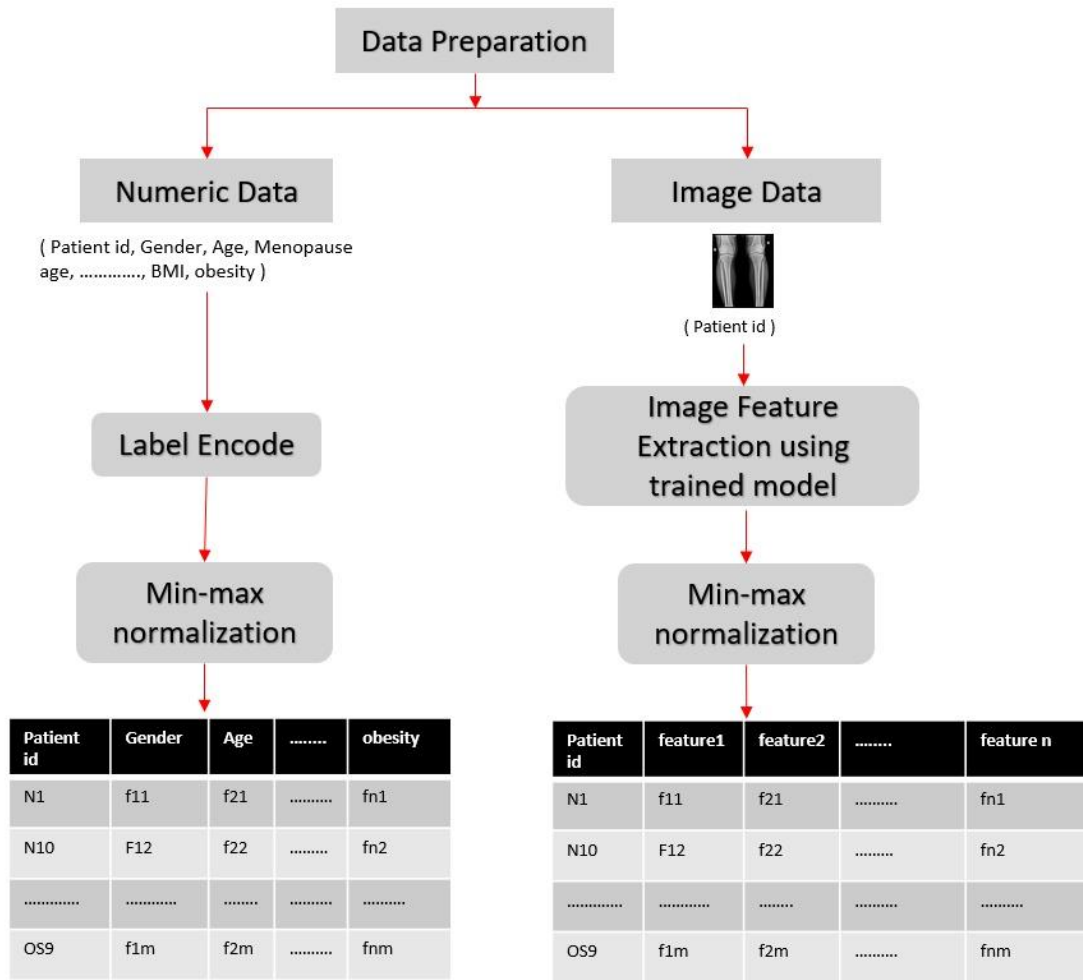 Data Preparation
Numeric Data
( Patient id, Gender, Age, Menopause
age, ............., BMI, obesity )
Label Encode
Min-max
normalization
Patient id Gender Age ........ obesity
N1 f11 f21 .......... fn1
N10 F12 f22 ......... fn2
............. ............ ........ .......... ..........
OS9 f1m f2m .......... fnm
Image Data
( Patient id )
Image Feature
Extraction using
trained model
Min-max
normalization
Patient id feature1 feature2 ........ feature n
N1 f11 f21 .......... fn1
N10 F12 f22 ......... fn2
............. ............ ........ .......... ..........
OS9 f1m f2m .......... fnm